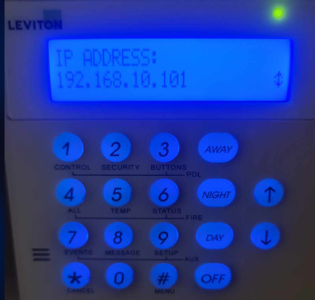 LEVITON
IP ADDRESS:
192.168.10.101
1 2 3 AWAY
CONTROL SECURITY BUTTONS
POL
4 5 6 NIGHT ↑
ALL TEMP STATUS
FIRE
7 8 9 DAY ↓
EVENTS MESSAGE SETUP
AUX
* 0 # OFF
CANCEL MENU